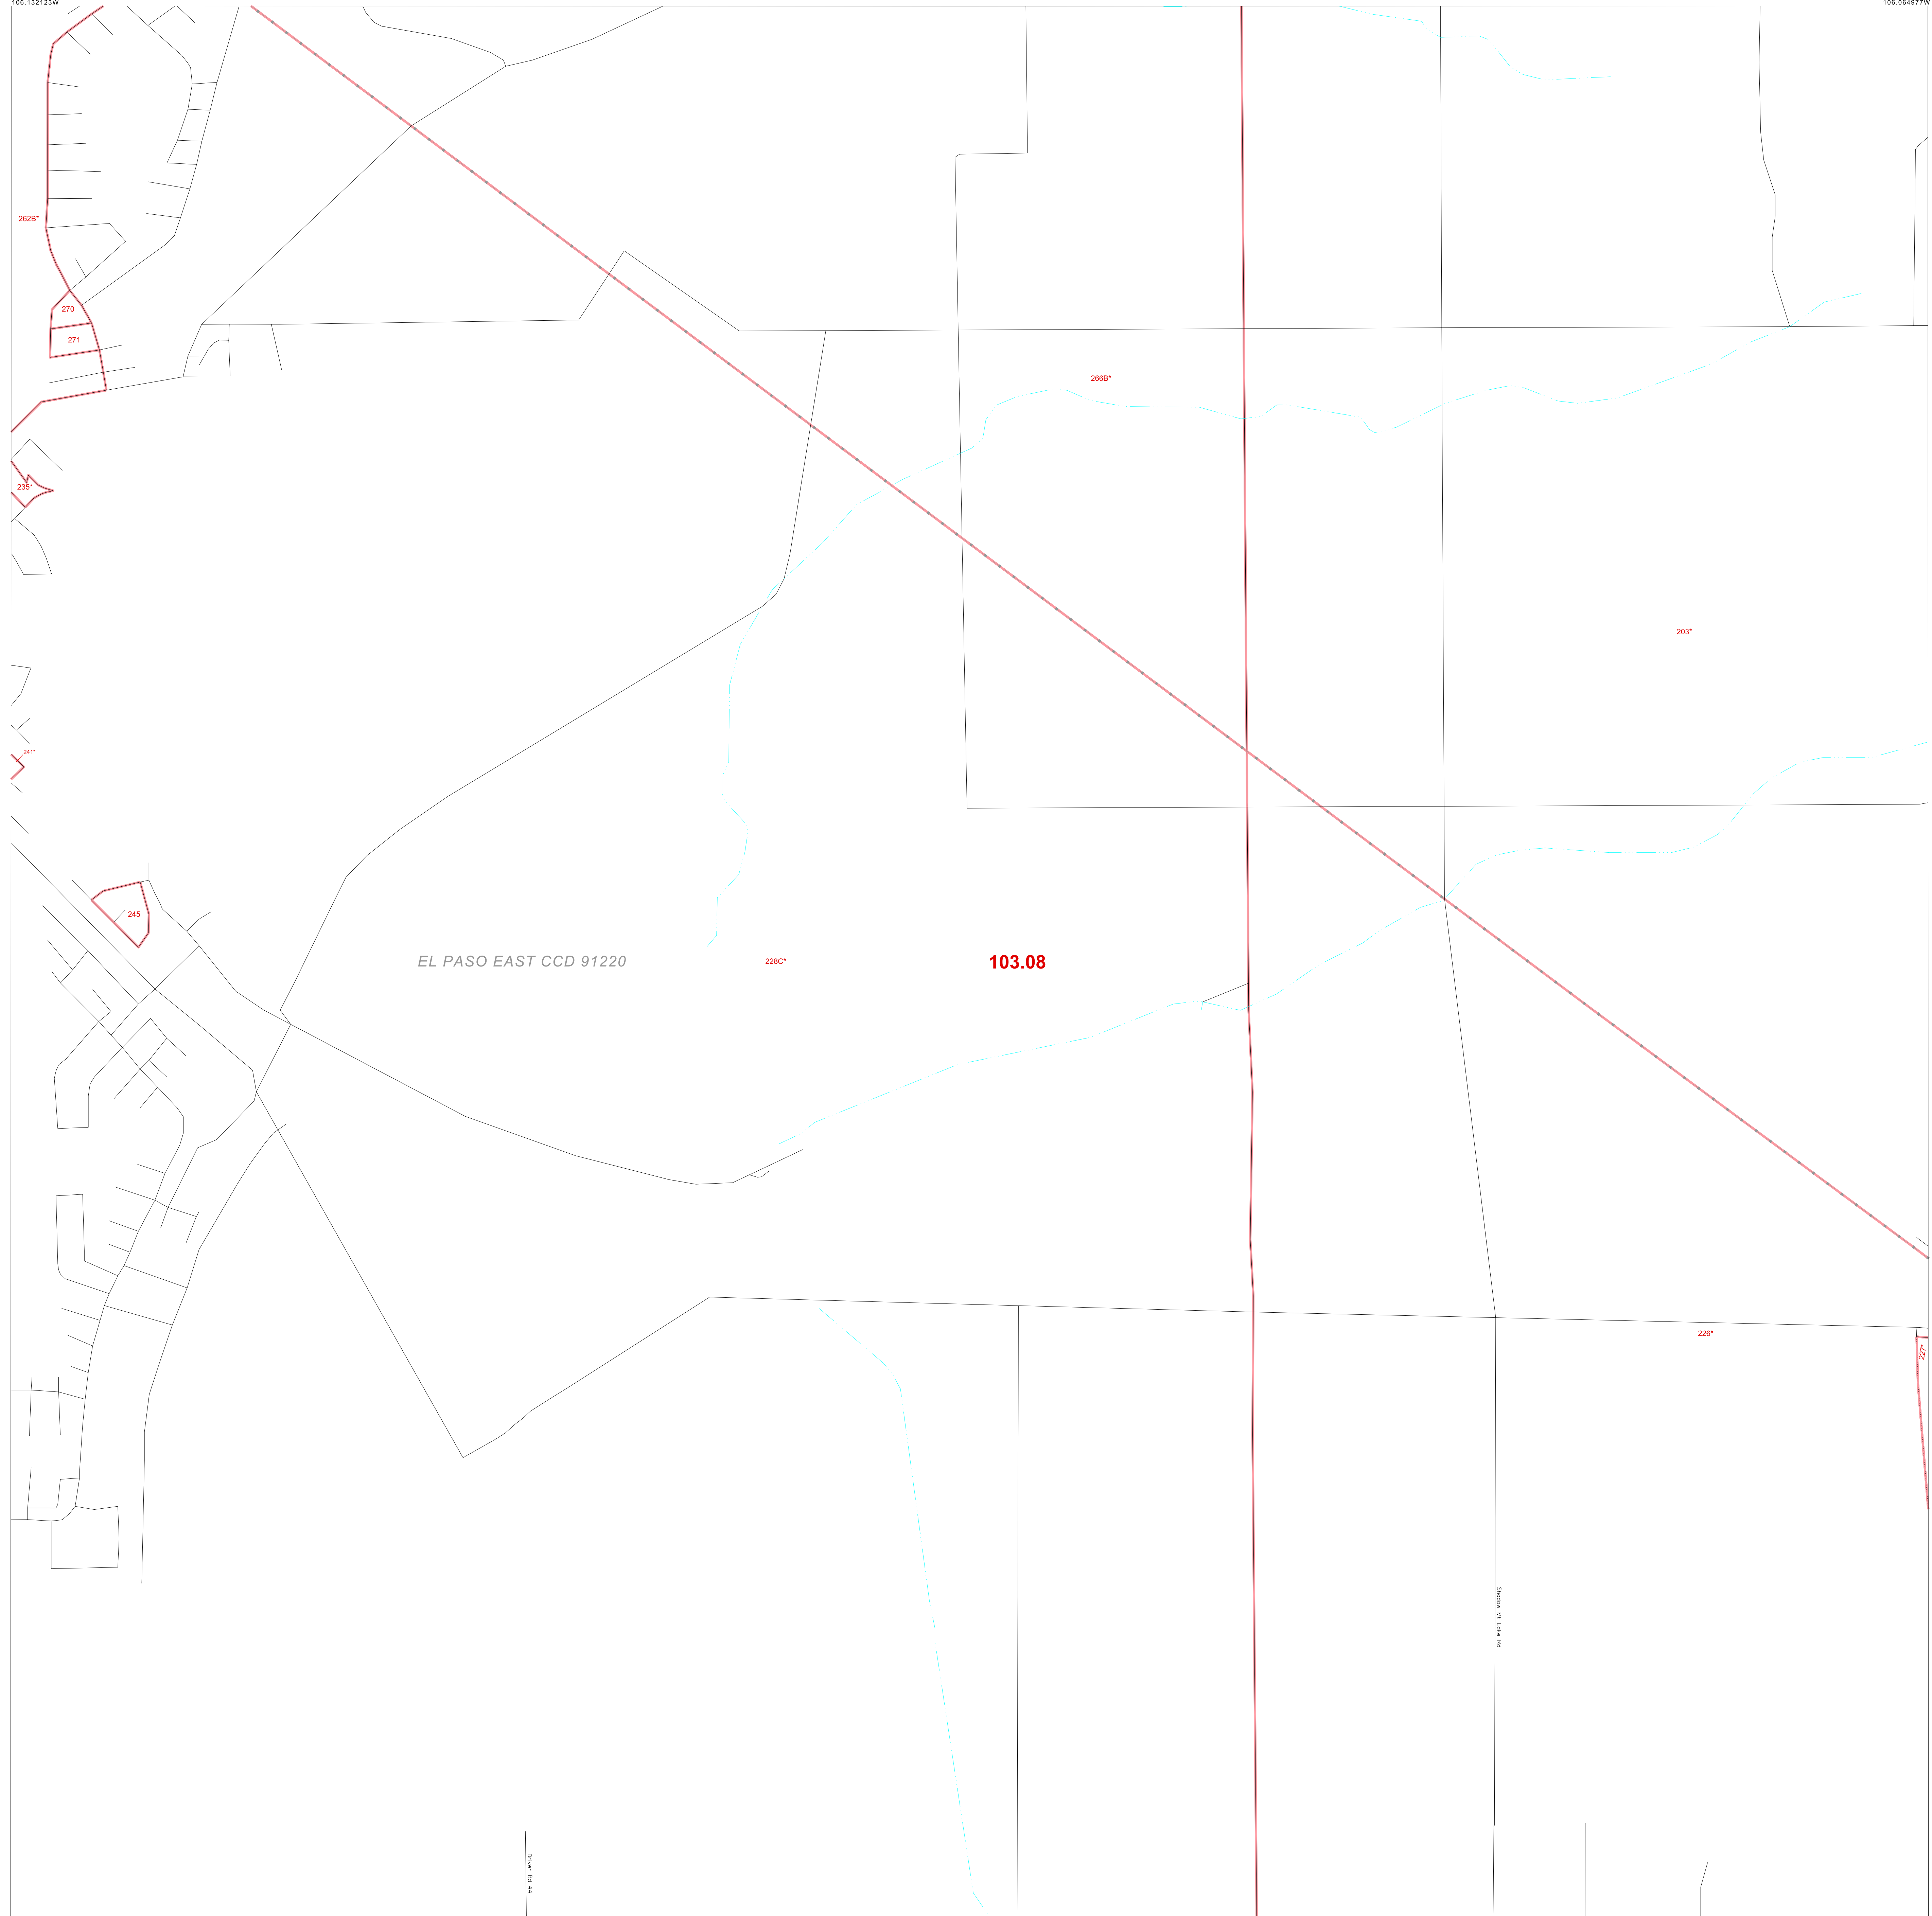 106.132123W
106.064977W
262B*
270
271
266B*
235*
203*
241*
245
EL PASO EAST CCD 91220
228C*
103.08
226*
227*
Shadow Mt Lake Rd
Driver Rd 44